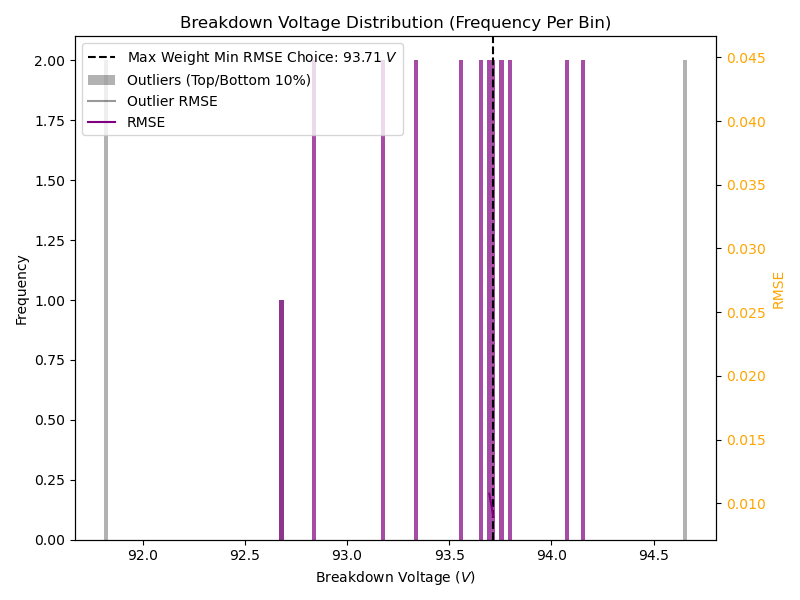 Breakdown Voltage Distribution (Frequency Per Bin)
Max Weight Min RMSE Choice: 93.71 V
Outliers (Top/Bottom 10%)
Outlier RMSE
RMSE
2.00
1.75
1.50
1.25
1.00
0.75
0.50
0.25
0.00
Frequency
0.045
0.040
0.035
0.030
0.025
0.020
0.015
0.010
RMSE
92.0 92.5 93.0 93.5 94.0 94.5
Breakdown Voltage (V)